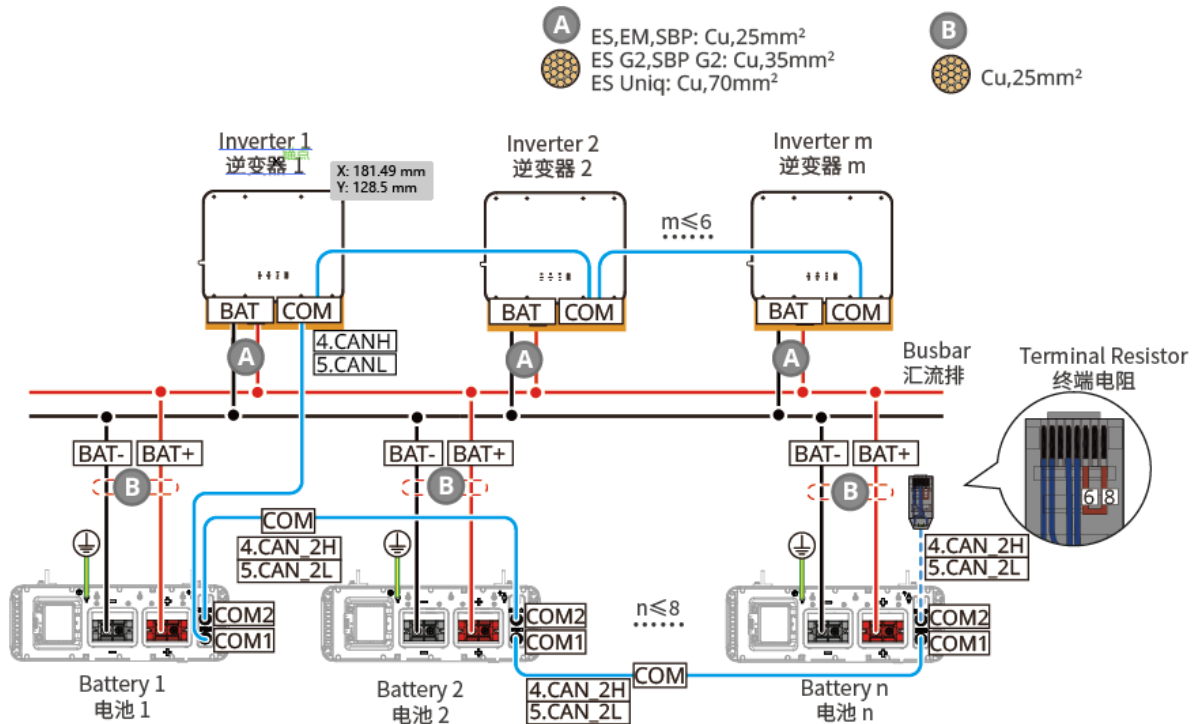 A
ES,EM,SBP: Cu,25mm²
ES G2,SBP G2: Cu,35mm²
ES Uniq: Cu,70mm²
B
Cu,25mm²
Inverter 1
逆变器 1
锚点
X: 181.49 mm
Y: 128.5 mm
Inverter 2
逆变器 2
Inverter m
逆变器 m
m≤6
BAT
COM
BAT
COM
BAT
COM
4.CANH
5.CANL
A
A
A
Busbar
汇流排
Terminal Resistor
终端电阻
6
8
BAT-
BAT+
BAT-
BAT+
BAT-
BAT+
B
B
B
COM
4.CAN_2H
5.CAN_2L
4.CAN_2H
5.CAN_2L
COM2
COM1
COM2
COM1
n≤8
COM2
COM1
COM
4.CAN_2H
5.CAN_2L
Battery 1
电池 1
Battery 2
电池 2
Battery n
电池 n